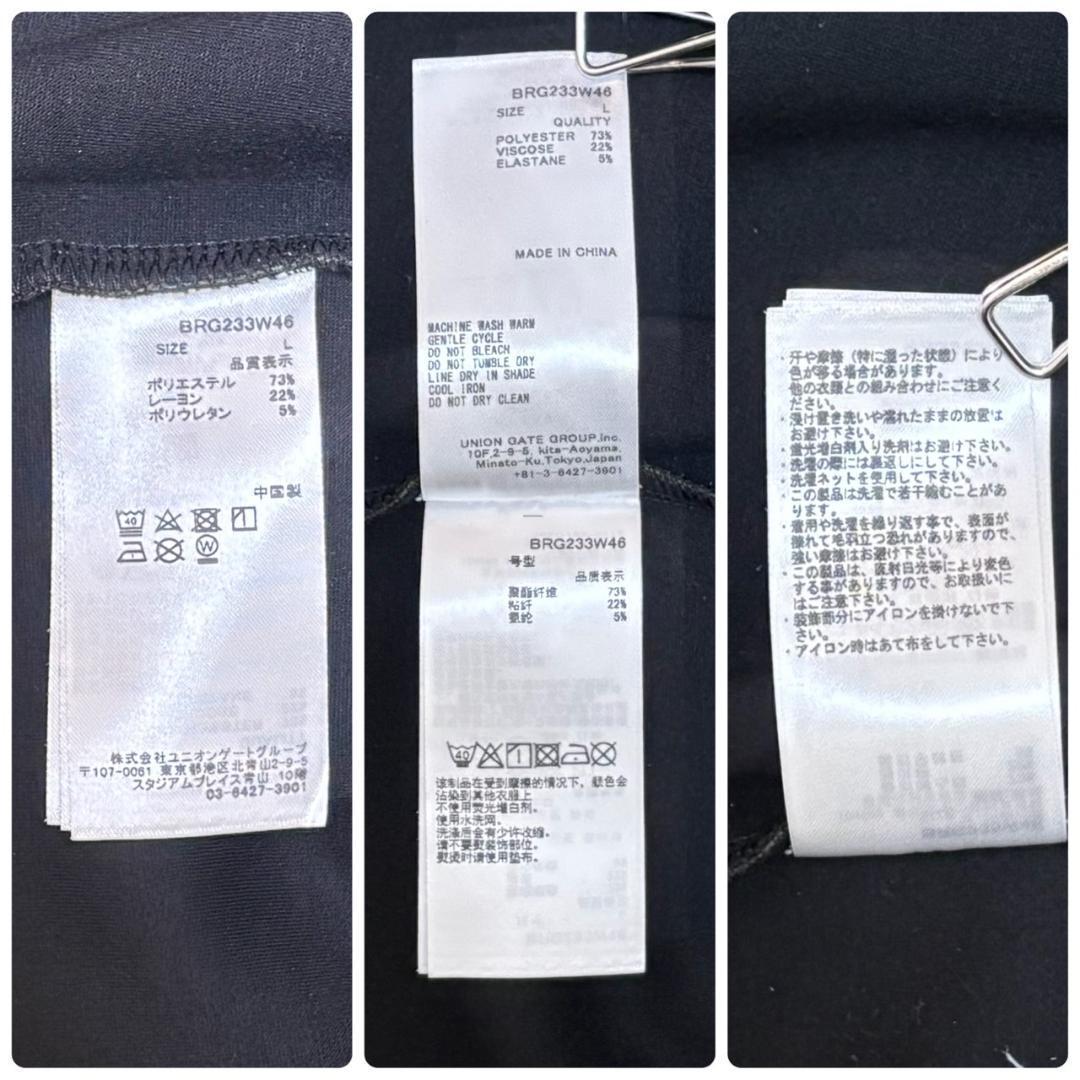 BRG233W46
SIZE L
品質表示
ポリエステル 73%
レーヨン 22%
ポリウレタン 5%
中国製
40
W
株式会社ユニオンゲートグループ
〒107-0061 東京都港区北青山2-9-5
スタジアムプレイス青山 10階
03-6427-3901
BRG233W46
SIZE L
QUALITY
POLYESTER 73%
VISCOSE 22%
ELASTANE 5%
MADE IN CHINA
MACHINE WASH WARM
GENTLE CYCLE
DO NOT BLEACH
DO NOT TUMBLE DRY
LINE DRY IN SHADE
COOL IRON
DO NOT DRY CLEAN
UNION GATE GROUP,Inc.
10F,2-9-5, kita-Aoyama,
Minato-Ku,Tokyo,Japan
+81-3-6427-3901
BRG233W46
号型
品质表示
聚酯纤维 73%
粘纤 22%
氨纶 5%
40
该制品在受到摩擦的情况下，颜色会
沾染到其他衣服上
不使用荧光增白剂。
使用水洗网。
洗涤后会有少许收缩。
请不要熨装饰部位。
熨烫时请使用垫布。
・汗や摩擦（特に湿った状態）により
色が移る場合があります。
他の衣類との組み合わせにご注意く
ださい。
・浸け置き洗いや濡れたままの放置は
お避け下さい。
・蛍光増白剤入り洗剤はお避け下さい。
・洗濯の際には裏返しにして下さい。
・洗濯ネットを使用して下さい。
・この製品は洗濯で若干縮むことがあ
ります。
・着用や洗濯を繰り返す事で、表面が
擦れて毛羽立つ恐れがありますので、
強い摩擦はお避け下さい。
・この製品は、直射日光等により変色
する事がありますので、お取扱いに
はご注意下さい。
・装飾部分にアイロンを掛けないで下
さい。
・アイロン時はあて布をして下さい。